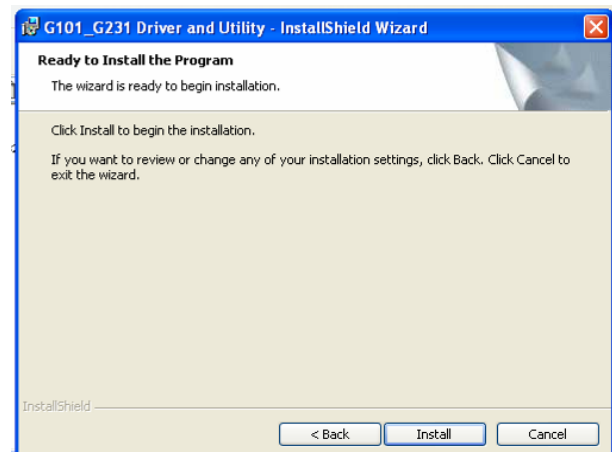 G101_G231 Driver and Utility - InstallShield Wizard
Ready to Install the Program
The wizard is ready to begin installation.
Click Install to begin the installation.
If you want to review or change any of your installation settings, click Back. Click Cancel to
exit the wizard.
InstallShield
< Back Install Cancel